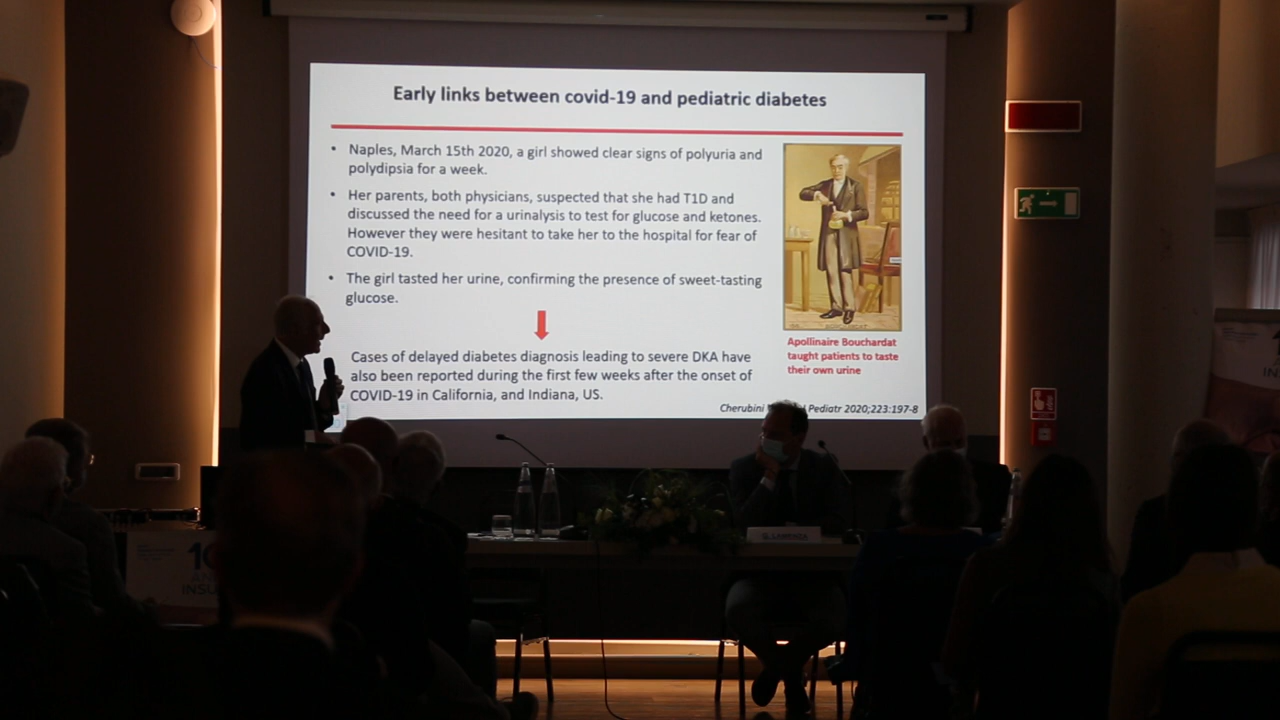 Early links between covid-19 and pediatric diabetes
• Naples, March 15th 2020, a girl showed clear signs of polyuria and
polydipsia for a week.
• Her parents, both physicians, suspected that she had T1D and
discussed the need for a urinalysis to test for glucose and ketones.
However they were hesitant to take her to the hospital for fear of
COVID-19.
• The girl tasted her urine, confirming the presence of sweet-tasting
glucose.
Cases of delayed diabetes diagnosis leading to severe DKA have
also been reported during the first few weeks after the onset of
COVID-19 in California, and Indiana, US.
Apollinaire Bouchardat
taught patients to taste
their own urine
Cherubini Pediatr 2020;223:197-8